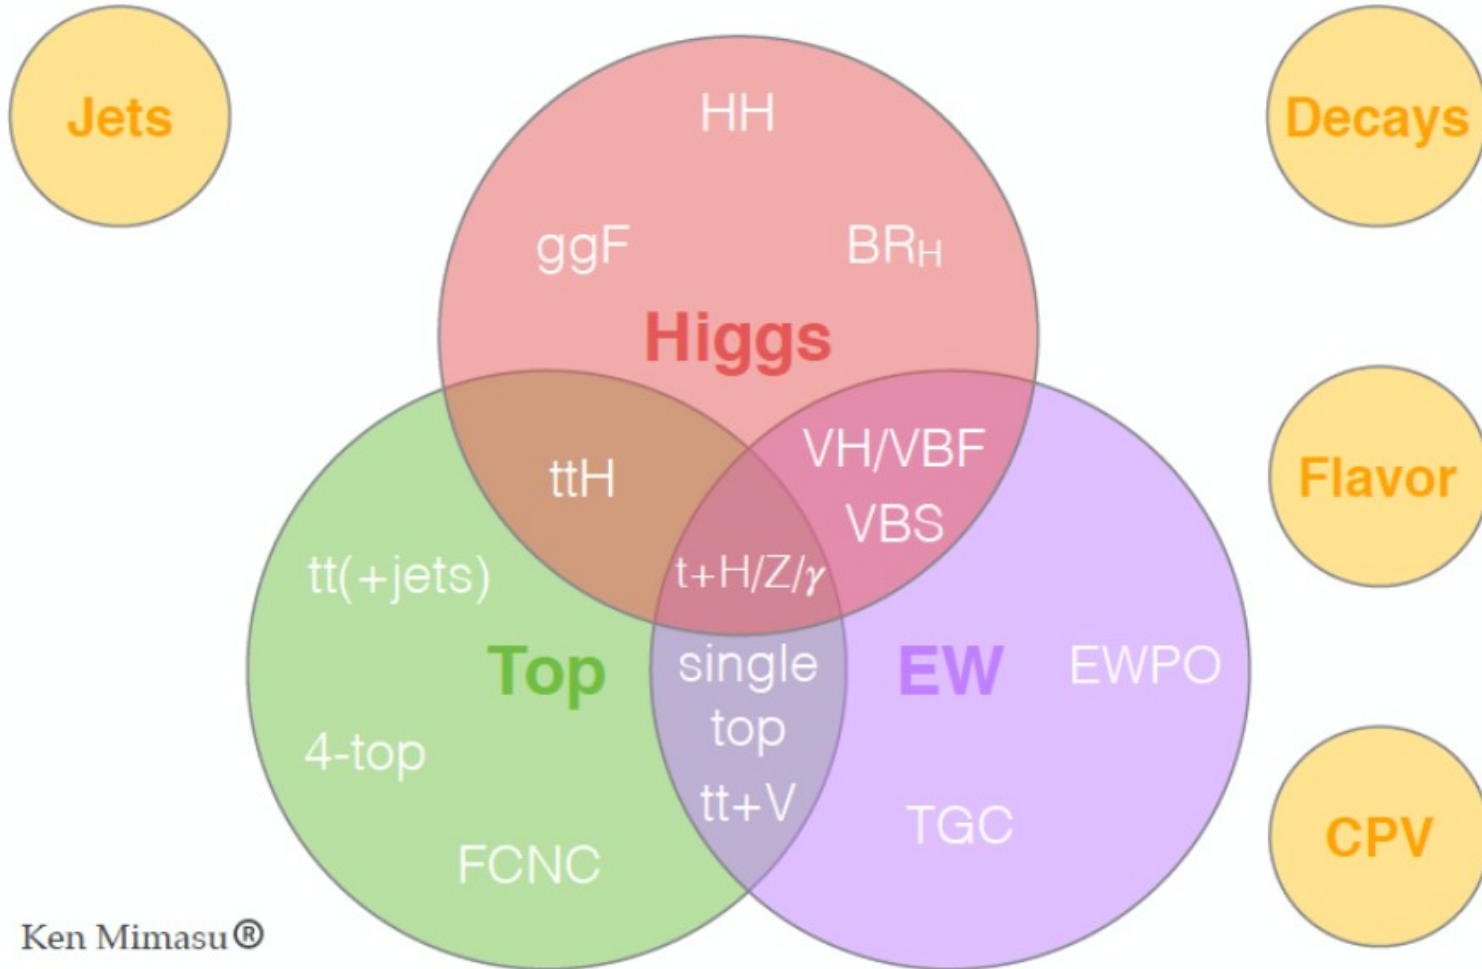 Jets
Decays
HH
ggF
BRH
Higgs
VH/VBF
VBS
ttH
t+H/Z/γ
Flavor
tt(+jets)
Top
single
top
tt+V
EW
EWPO
4-top
TGC
FCNC
CPV
Ken Mimasu®